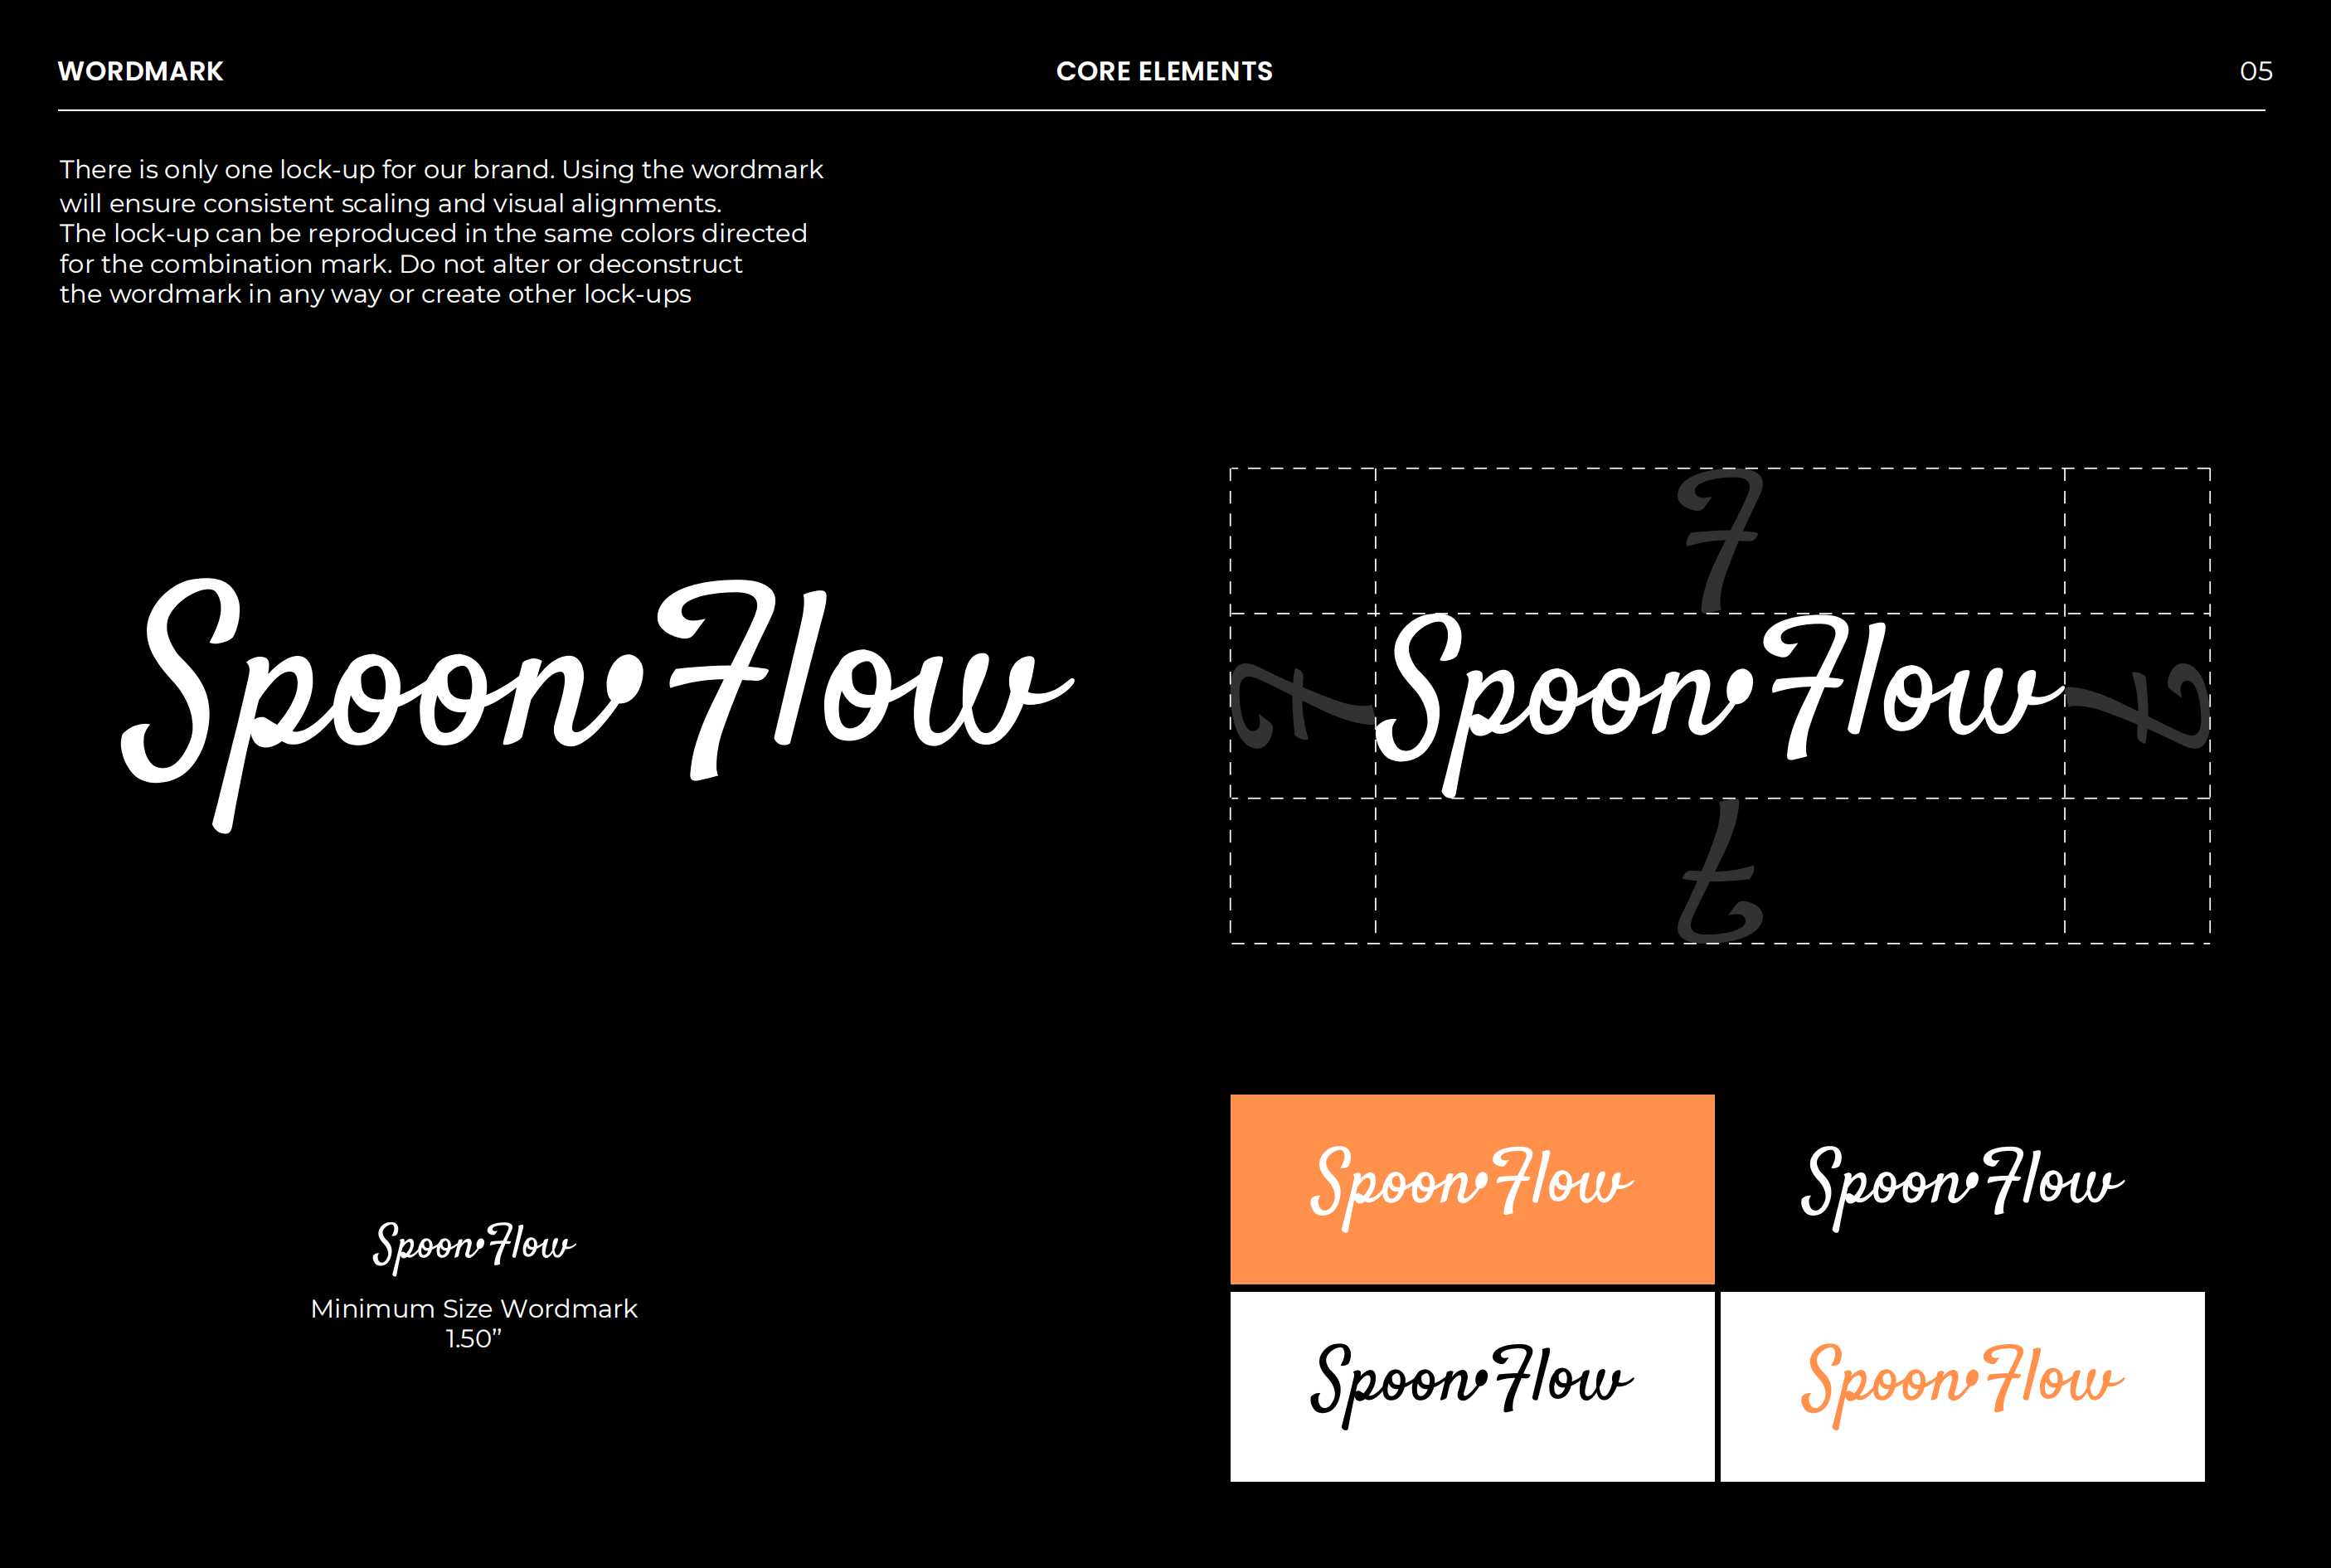 WORDMARK
CORE ELEMENTS
05
There is only one lock-up for our brand. Using the wordmark
will ensure consistent scaling and visual alignments.
The lock-up can be reproduced in the same colors directed
for the combination mark. Do not alter or deconstruct
the wordmark in any way or create other lock-ups
Spoon Flow
F
F
Spoon Flow
F
F
Spoon Flow
Minimum Size Wordmark
1.50”
Spoon Flow
Spoon Flow
Spoon Flow
Spoon Flow